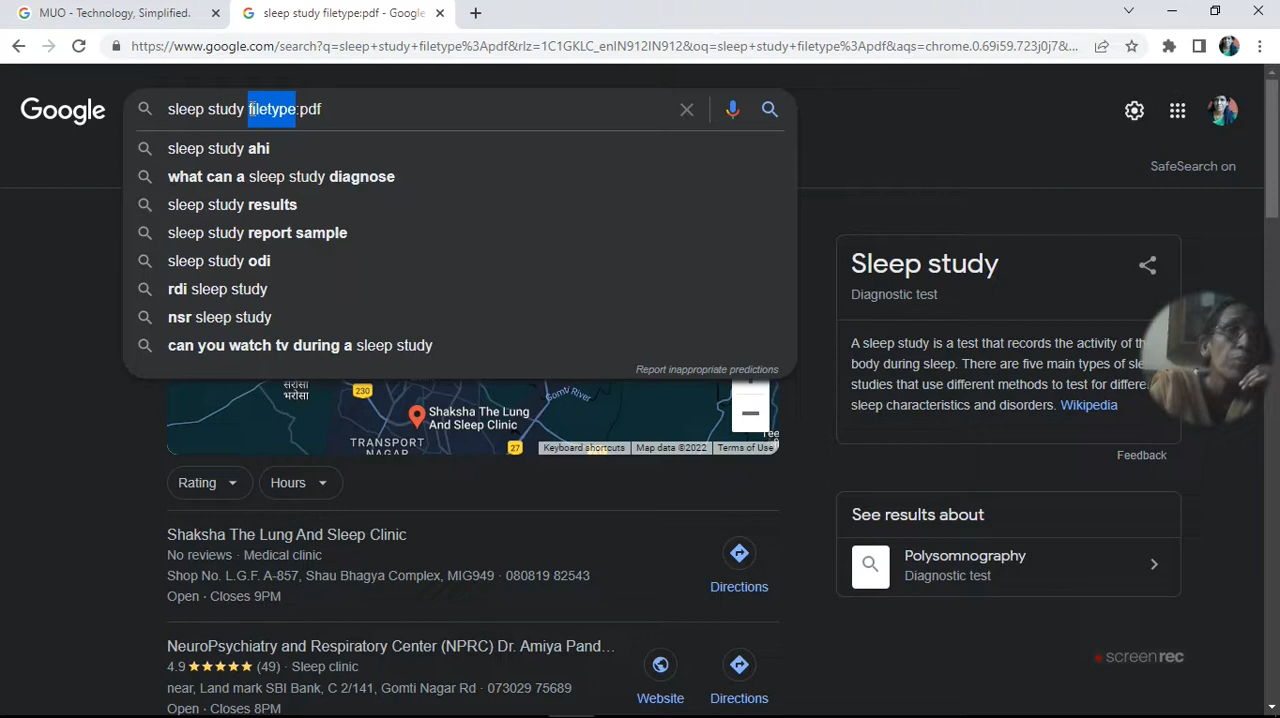 MUO - Technology, Simplified.
sleep study filetype:pdf - Google
https://www.google.com/search?q=sleep+study+filetype%3Apdf&rlz=1C1GKLC_enIN912IN912&oq=sleep+study+filetype%3Apdf&aqs=chrome.0.69i59.723j0j7&...
Google
sleep study filetype:pdf
sleep study ahi
what can a sleep study diagnose
sleep study results
sleep study report sample
sleep study odi
rdi sleep study
nsr sleep study
can you watch tv during a sleep study
Report inappropriate predictions
SafeSearch on
सरोसा
भरोसा
230
Gomti River
Shaksha The Lung
And Sleep Clinic
TRANSPORT
NAGAR
27
Keyboard shortcuts
Map data ©2022
Terms of Use
Rating
Hours
Shaksha The Lung And Sleep Clinic
No reviews · Medical clinic
Shop No. L.G.F. A-857, Shau Bhagya Complex, MIG949 · 080819 82543
Open · Closes 9PM
Directions
NeuroPsychiatry and Respiratory Center (NPRC) Dr. Amiya Pand...
4.9 ★★★★★ (49) · Sleep clinic
near, Land mark SBI Bank, C 2/141, Gomti Nagar Rd · 073029 75689
Open · Closes 8PM
Website
Directions
Sleep study
Diagnostic test
A sleep study is a test that records the activity of
body during sleep. There are five main types of
studies that use different methods to test for
sleep characteristics and disorders. Wikipedia
Feedback
See results about
Polysomnography
Diagnostic test
screenrec